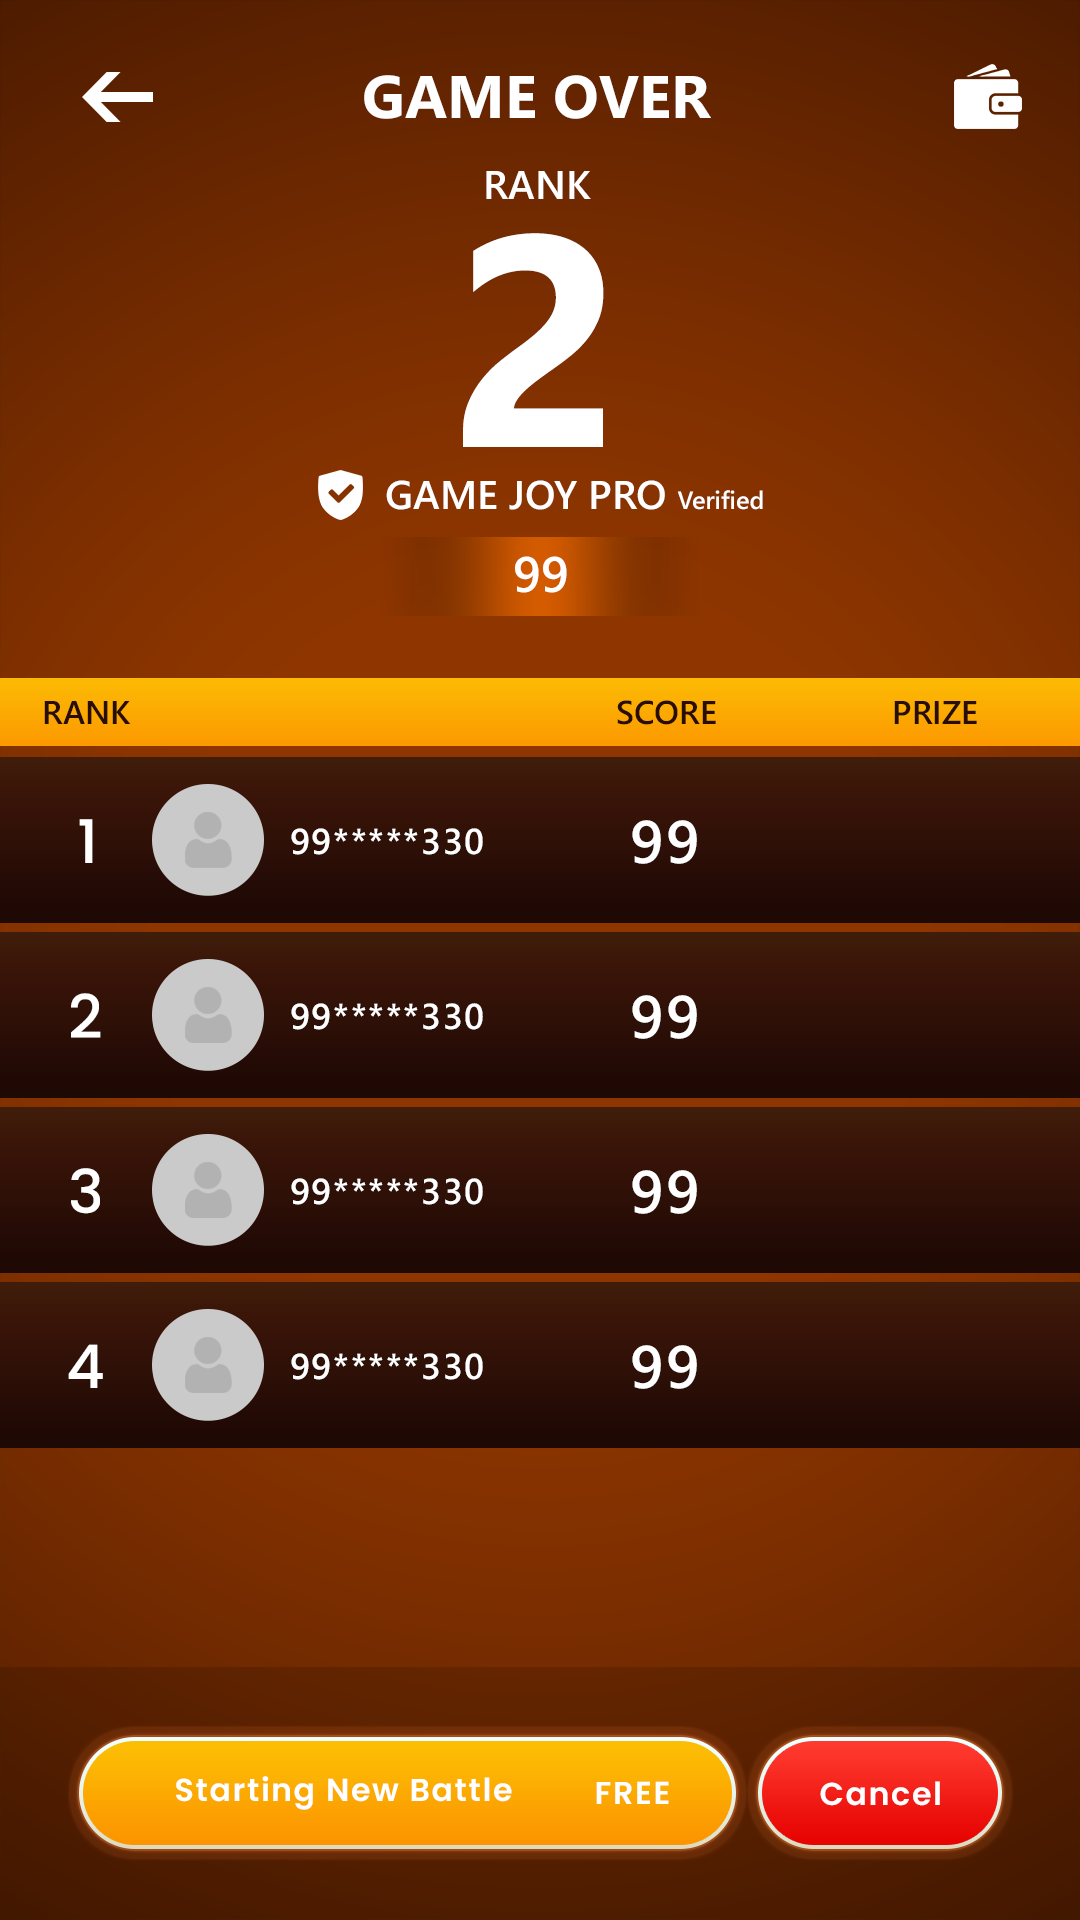 GAME OVER
RANK
2
GAME JOY PRO Verified
99
RANK SCORE PRIZE
1 99*****330 99
2 99*****330 99
3 99*****330 99
4 99*****330 99
Starting New Battle FREE Cancel